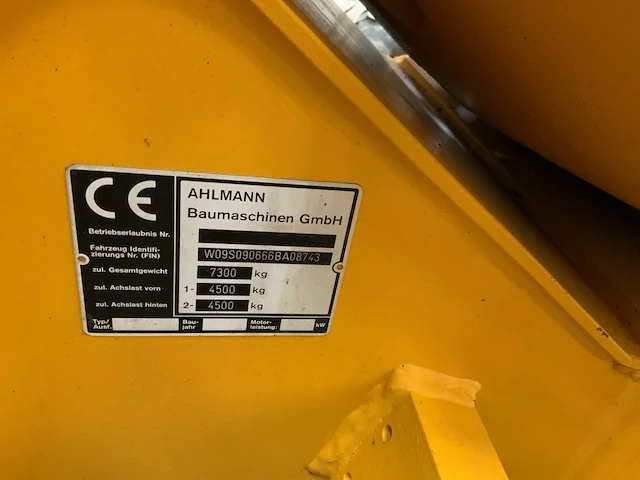 CE
AHLMANN
Baumaschinen GmbH
Betriebserlaubnis Nr.
Fahrzeug Identifi-
zierungs Nr. (FIN) W09S090666BA08743
zul. Gesamtgewicht 7300 kg
zul. Achslast vorn 1- 4500 kg
zul. Achslast hinten 2- 4500 kg
Typ/ Bau- Motor-
Ausf. jahr leistung: kW